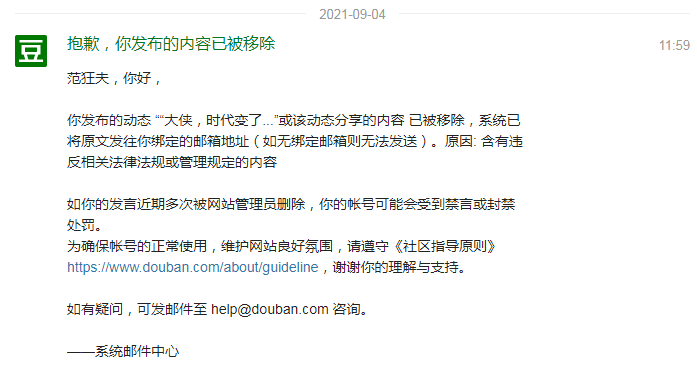 2021-09-04
豆
抱歉，你发布的内容已被移除
11:59
范狂夫，你好，
你发布的动态 ““大侠，时代变了...”或该动态分享的内容 已被移除，系统已
将原文发往你绑定的邮箱地址（如无绑定邮箱则无法发送）。原因: 含有违
反相关法律法规或管理规定的内容
如你的发言近期多次被网站管理员删除，你的帐号可能会受到禁言或封禁
处罚。
为确保帐号的正常使用，维护网站良好氛围，请遵守《社区指导原则》
https://www.douban.com/about/guideline，谢谢你的理解与支持。
如有疑问，可发邮件至 help@douban.com 咨询。
——系统邮件中心